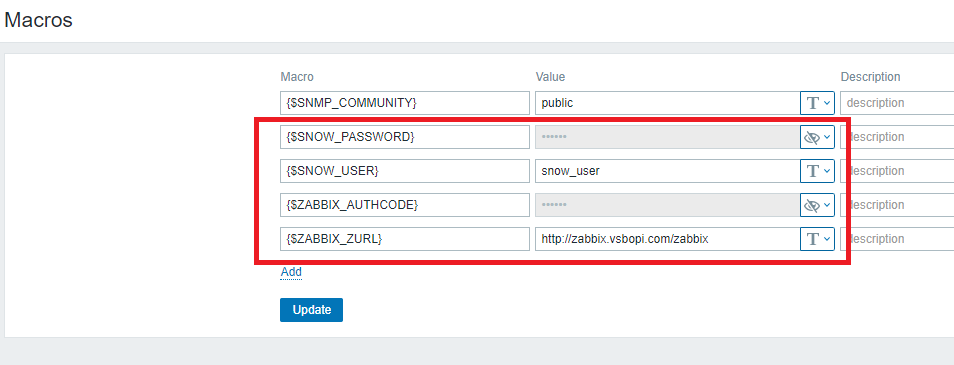 Macros
Macro Value Description
{$SNMP_COMMUNITY} public T description
{$SNOW_PASSWORD} •••••• description
{$SNOW_USER} snow_user T description
{$ZABBIX_AUTHCODE} •••••• description
{$ZABBIX_ZURL} http://zabbix.vsbopi.com/zabbix T description
Add
Update